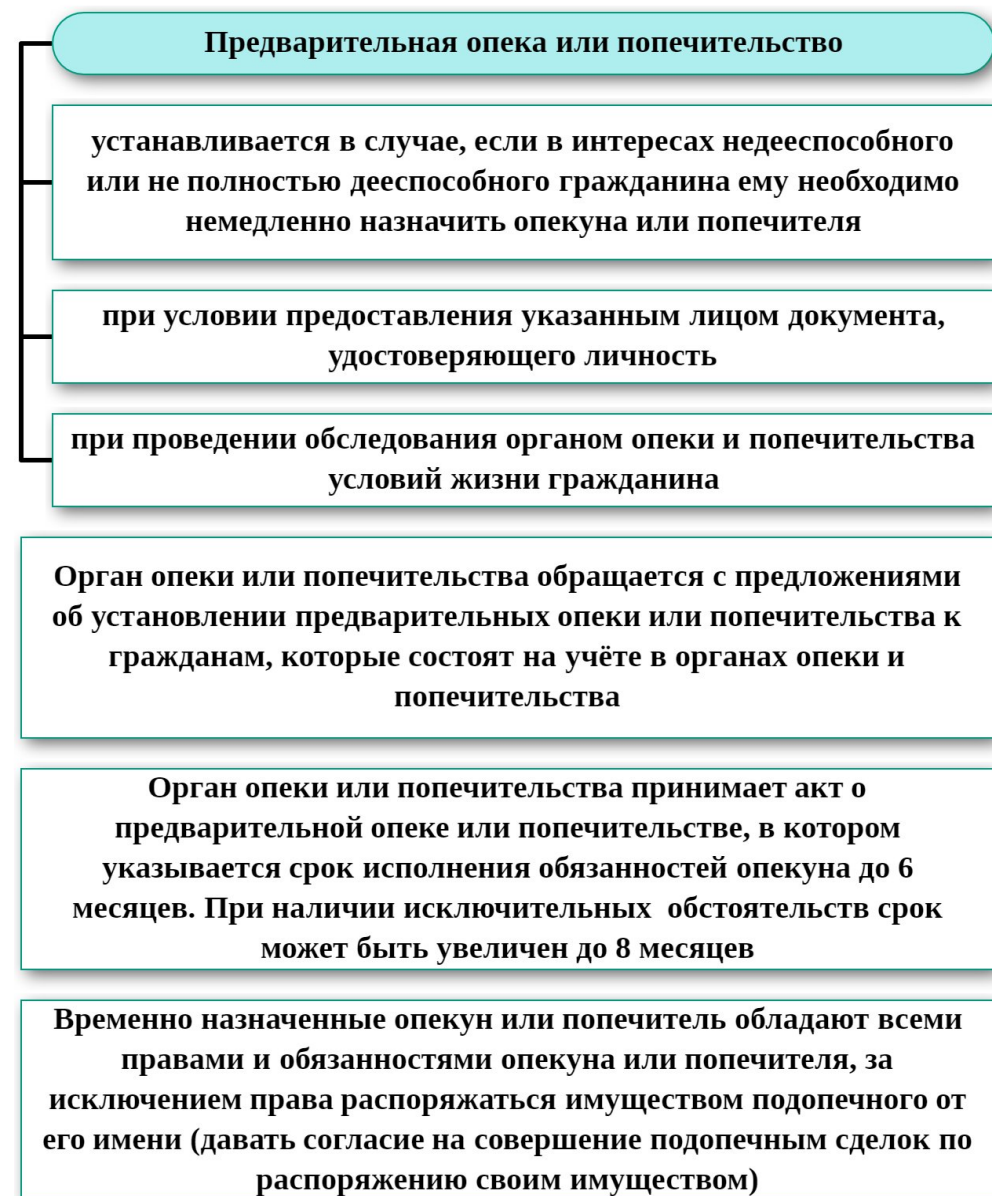 Предварительная опека или попечительство
устанавливается в случае, если в интересах недееспособного
или не полностью дееспособного гражданина ему необходимо
немедленно назначить опекуна или попечителя
при условии предоставления указанным лицом документа,
удостоверяющего личность
при проведении обследования органом опеки и попечительства
условий жизни гражданина
Орган опеки или попечительства обращается с предложениями
об установлении предварительных опеки или попечительства к
гражданам, которые состоят на учёте в органах опеки и
попечительства
Орган опеки или попечительства принимает акт о
предварительной опеке или попечительстве, в котором
указывается срок исполнения обязанностей опекуна до 6
месяцев. При наличии исключительных  обстоятельств срок
может быть увеличен до 8 месяцев
Временно назначенные опекун или попечитель обладают всеми
правами и обязанностями опекуна или попечителя, за
исключением права распоряжаться имуществом подопечного от
его имени (давать согласие на совершение подопечным сделок по
распоряжению своим имуществом)